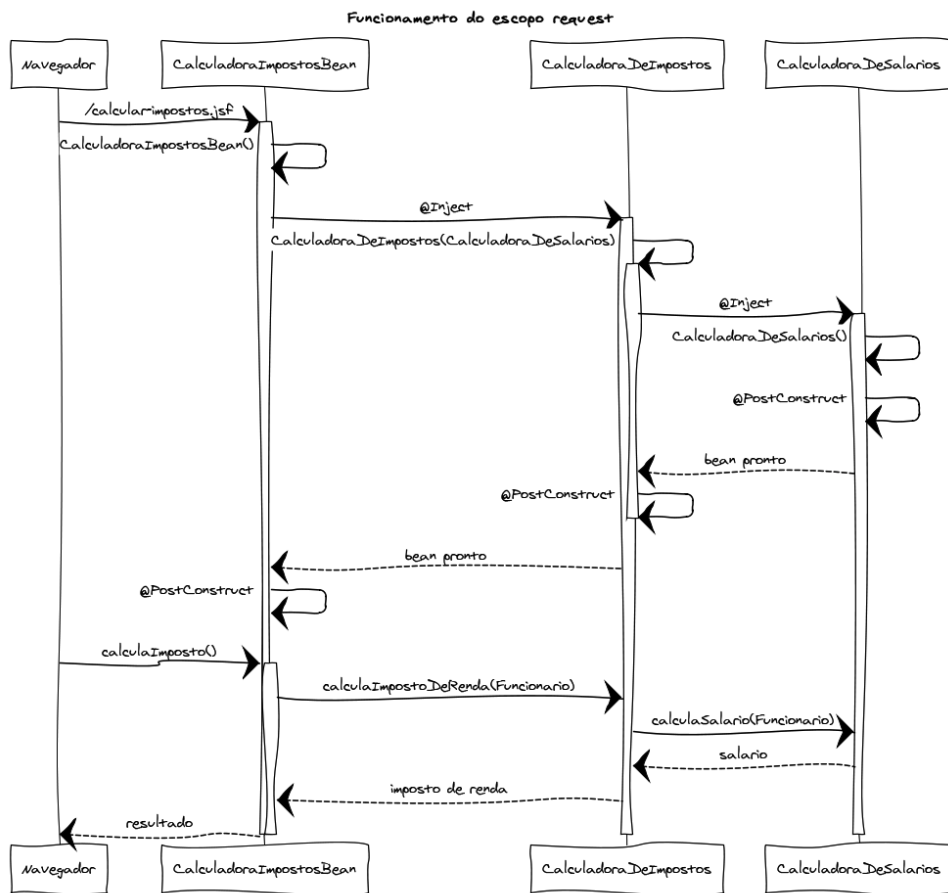 Funcionamento do escopo request
Navegador
CalculadoraImpostosBean
CalculadoraDeImpostos
CalculadoraDeSalarios
/calcular-impostos.jsf
CalculadoraImpostosBean()
@Inject
CalculadoraDeImpostos(CalculadoraDeSalarios)
@Inject
CalculadoraDeSalarios()
@PostConstruct
bean pronto
@PostConstruct
bean pronto
@PostConstruct
calculaImposto()
calculaImpostoDeRenda(Funcionario)
calculaSalario(Funcionario)
salario
imposto de renda
resultado
Navegador
CalculadoraImpostosBean
CalculadoraDeImpostos
CalculadoraDeSalarios